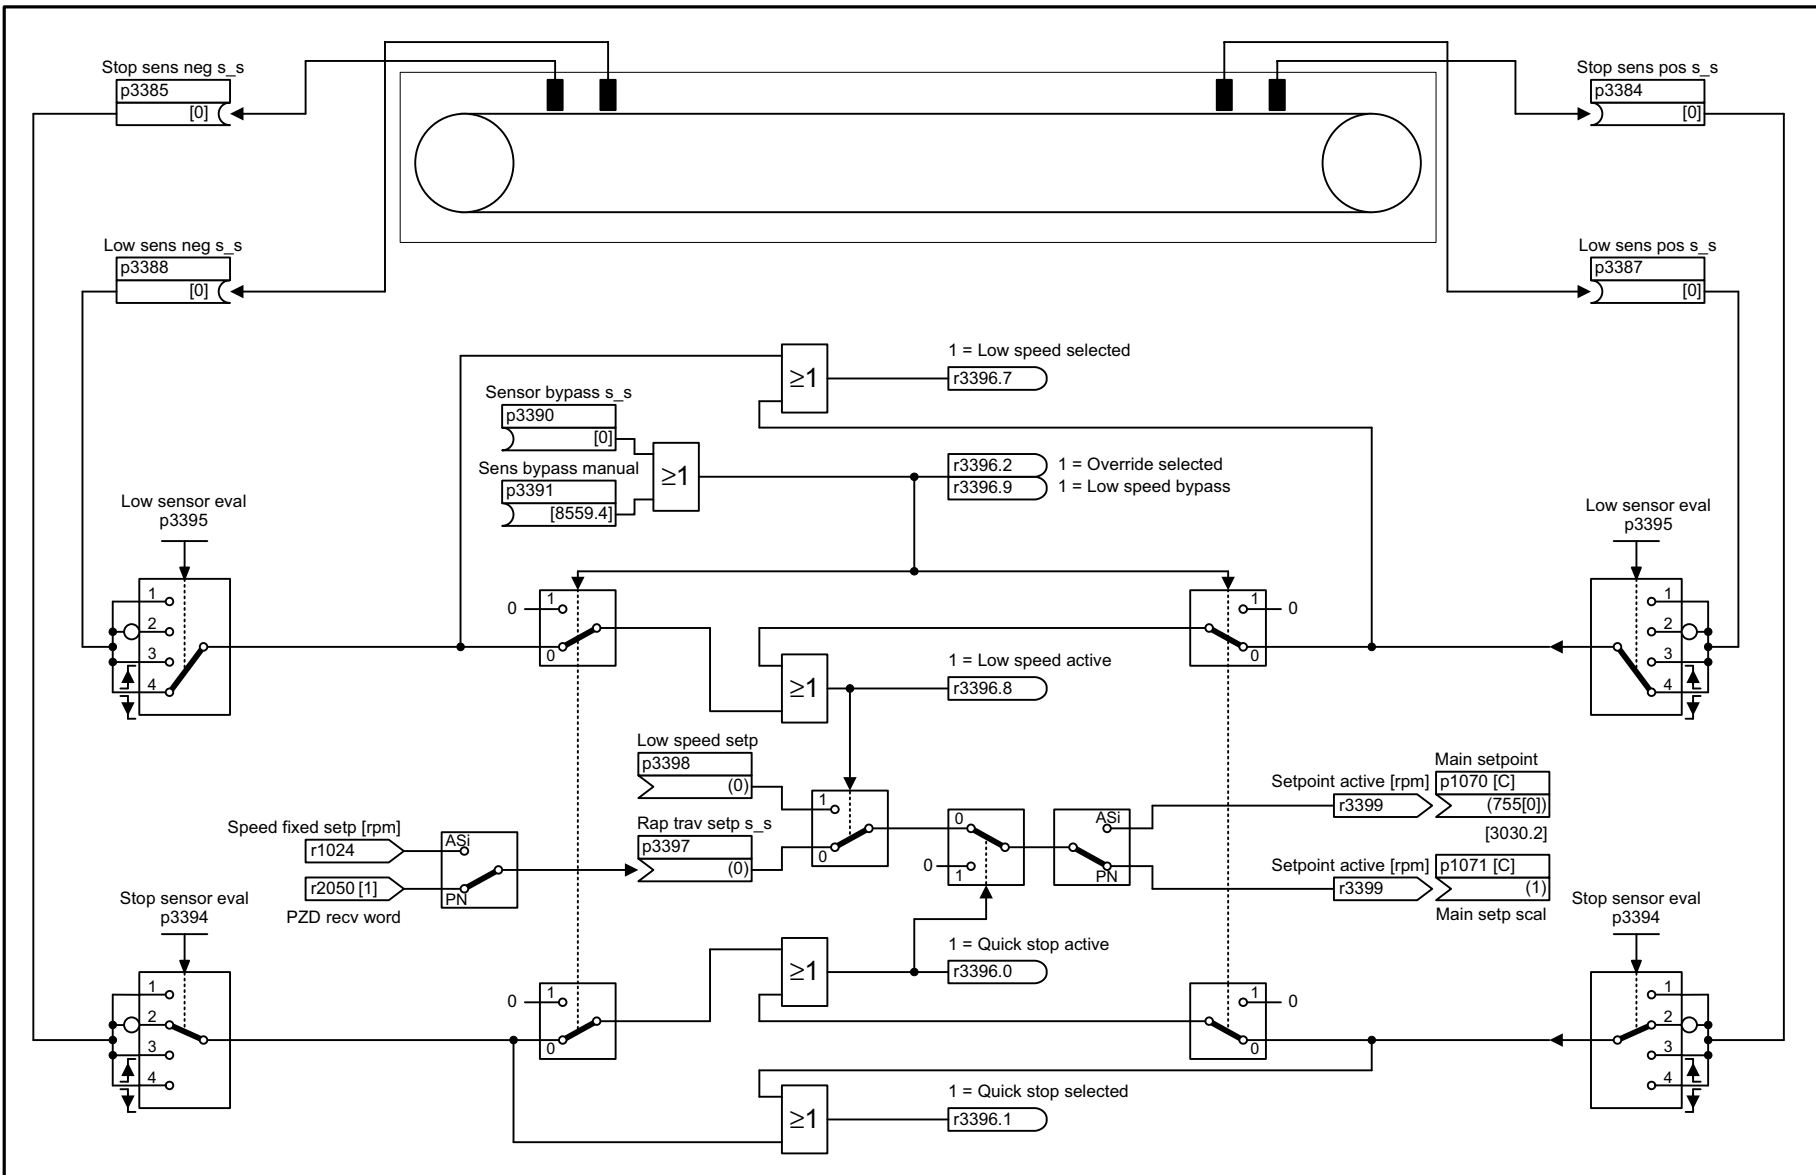 Stop sens neg s_s
p3385
[0]
Stop sens pos s_s
p3384
[0]
Low sens neg s_s
p3388
[0]
Low sens pos s_s
p3387
[0]
1 = Low speed selected
≥1
r3396.7
Sensor bypass s_s
p3390
[0]
Sens bypass manual
p3391
[8559.4]
≥1
r3396.2
1 = Override selected
r3396.9
1 = Low speed bypass
Low sensor eval
p3395
1
2
3
4
Low sensor eval
p3395
1
2
3
4
0
1
0
1
0
0
1 = Low speed active
≥1
r3396.8
Low speed setp
p3398
(0)
1
0
Rap trav setp s_s
p3397
(0)
Speed fixed setp [rpm]
r1024
ASi
r2050 [1]
PN
PZD recv word
0
0
1
ASi
PN
Setpoint active [rpm]
r3399
Main setpoint
p1070 [C]
(755[0])
[3030.2]
Setpoint active [rpm]
r3399
p1071 [C]
(1)
Main setp scal
Stop sensor eval
p3394
1
2
3
4
Stop sensor eval
p3394
1
2
3
4
1 = Quick stop active
≥1
r3396.0
0
1
0
1
0
0
1 = Quick stop selected
≥1
r3396.1